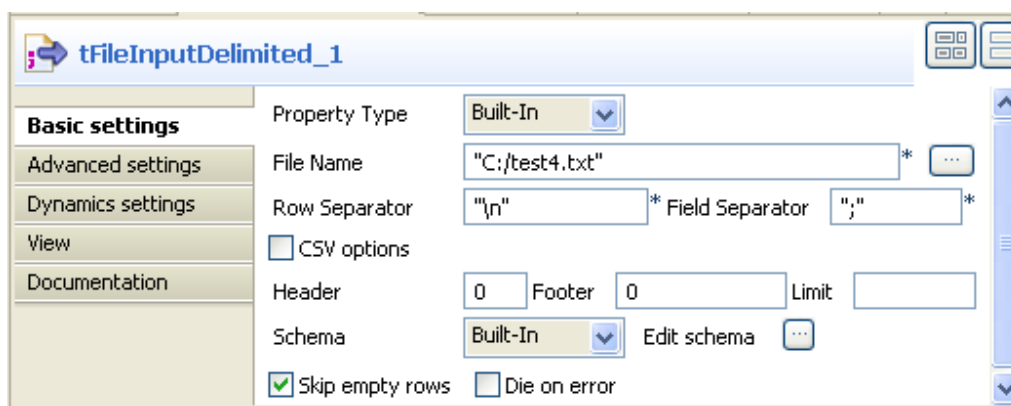 tFileInputDelimited_1
Basic settings
Advanced settings
Dynamics settings
View
Documentation
Property Type Built-In
File Name "C:/test4.txt" * ...
Row Separator "\n" * Field Separator ";" *
CSV options
Header 0 Footer 0 Limit
Schema Built-In Edit schema ...
Skip empty rows Die on error